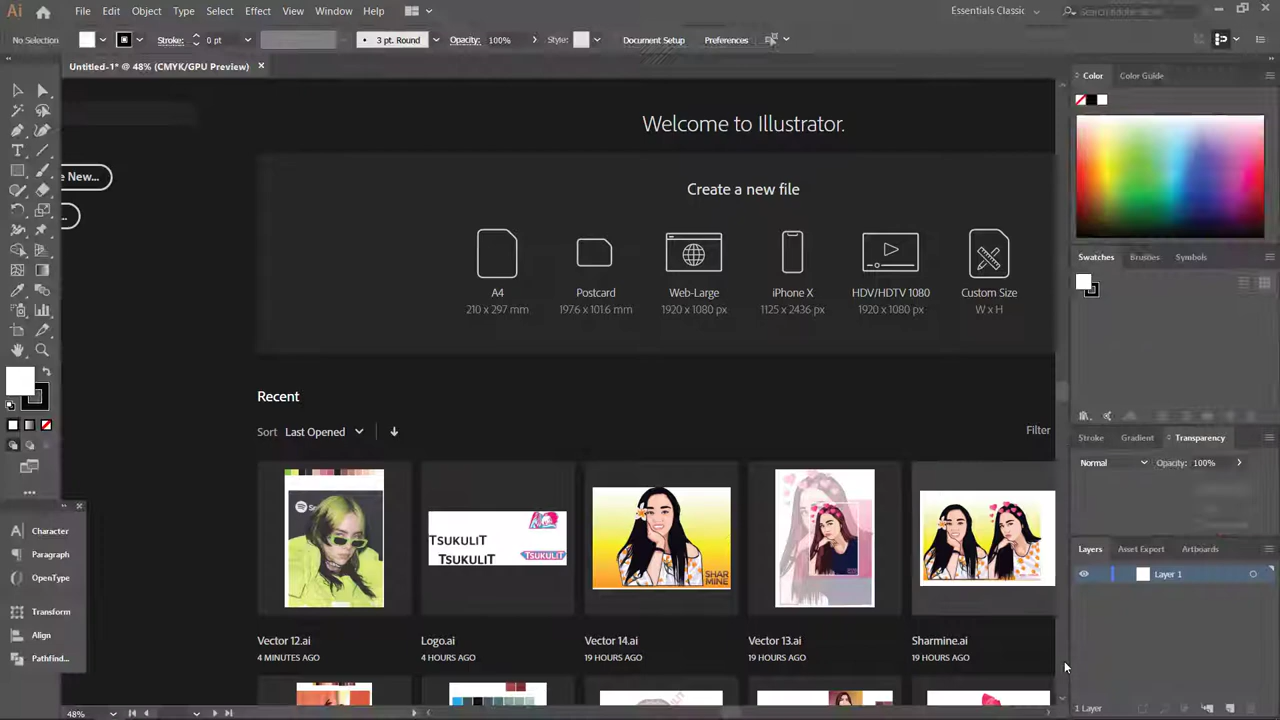 Ai File Edit Object Type Select Effect View Window Help Essentials Classic Search Adobe Stock
No Selection Stroke: 0 pt 3 pt. Round Opacity: 100% Style: Document Setup Preferences
Untitled-1* @ 48% (CMYK/GPU Preview)
Color Color Guide
Welcome to Illustrator.
e New...
...
Create a new file
A4 Postcard Web-Large iPhone X HDV/HDTV 1080 Custom Size
210 x 297 mm 1976 x 101.6 mm 1920 x 1080 px 1125 x 2436 px 1920 x 1080 px W x H
Swatches Brushes Symbols
Recent
Sort Last Opened Filter
Stroke Gradient Transparency
Normal Opacity: 100%
TSUKULIT
TSUKULIT
TSUKULIT
SHAR
MINE
Character
Paragraph
OpenType
Transform
Align
Pathfind...
Layers Asset Export Artboards
Layer 1
Vector 12.ai Logo.ai Vector 14.ai Vector 13.ai Sharmine.ai
4 MINUTES AGO 4 HOURS AGO 19 HOURS AGO 19 HOURS AGO 19 HOURS AGO
48%
1 Layer